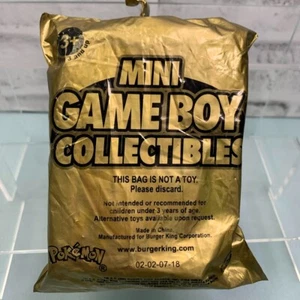 3+
MINI
GAME BOY
COLLECTIBLES
THIS BAG IS NOT A TOY.
Please discard.
Not intended or recommended for
children under 3 years of age.
Alternative toys available upon request.
Made in China.
Manufactured for Burger King Corporation.
www.burgerking.com
POKéMON
02-02-07-18